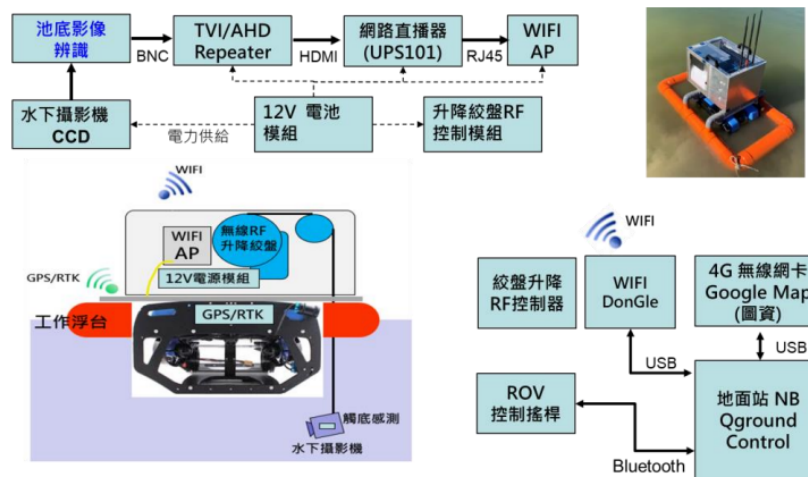 池底影像
辨識
BNC
TVI/AHD
Repeater
HDMI
網路直播器
(UPS101)
RJ45
WIFI
AP
水下攝影機
CCD
電力供給
12V 電池
模組
升降絞盤RF
控制模組
WIFI
WIFI
AP
無線RF
升降絞盤
12V電源模組
GPS/RTK
GPS/RTK
工作浮台
觸底感測
水下攝影機
WIFI
絞盤升降
RF控制器
WIFI
DonGle
4G 無線網卡
Google Map
(圖資)
USB
USB
ROV
控制搖桿
地面站 NB
Qground
Control
Bluetooth